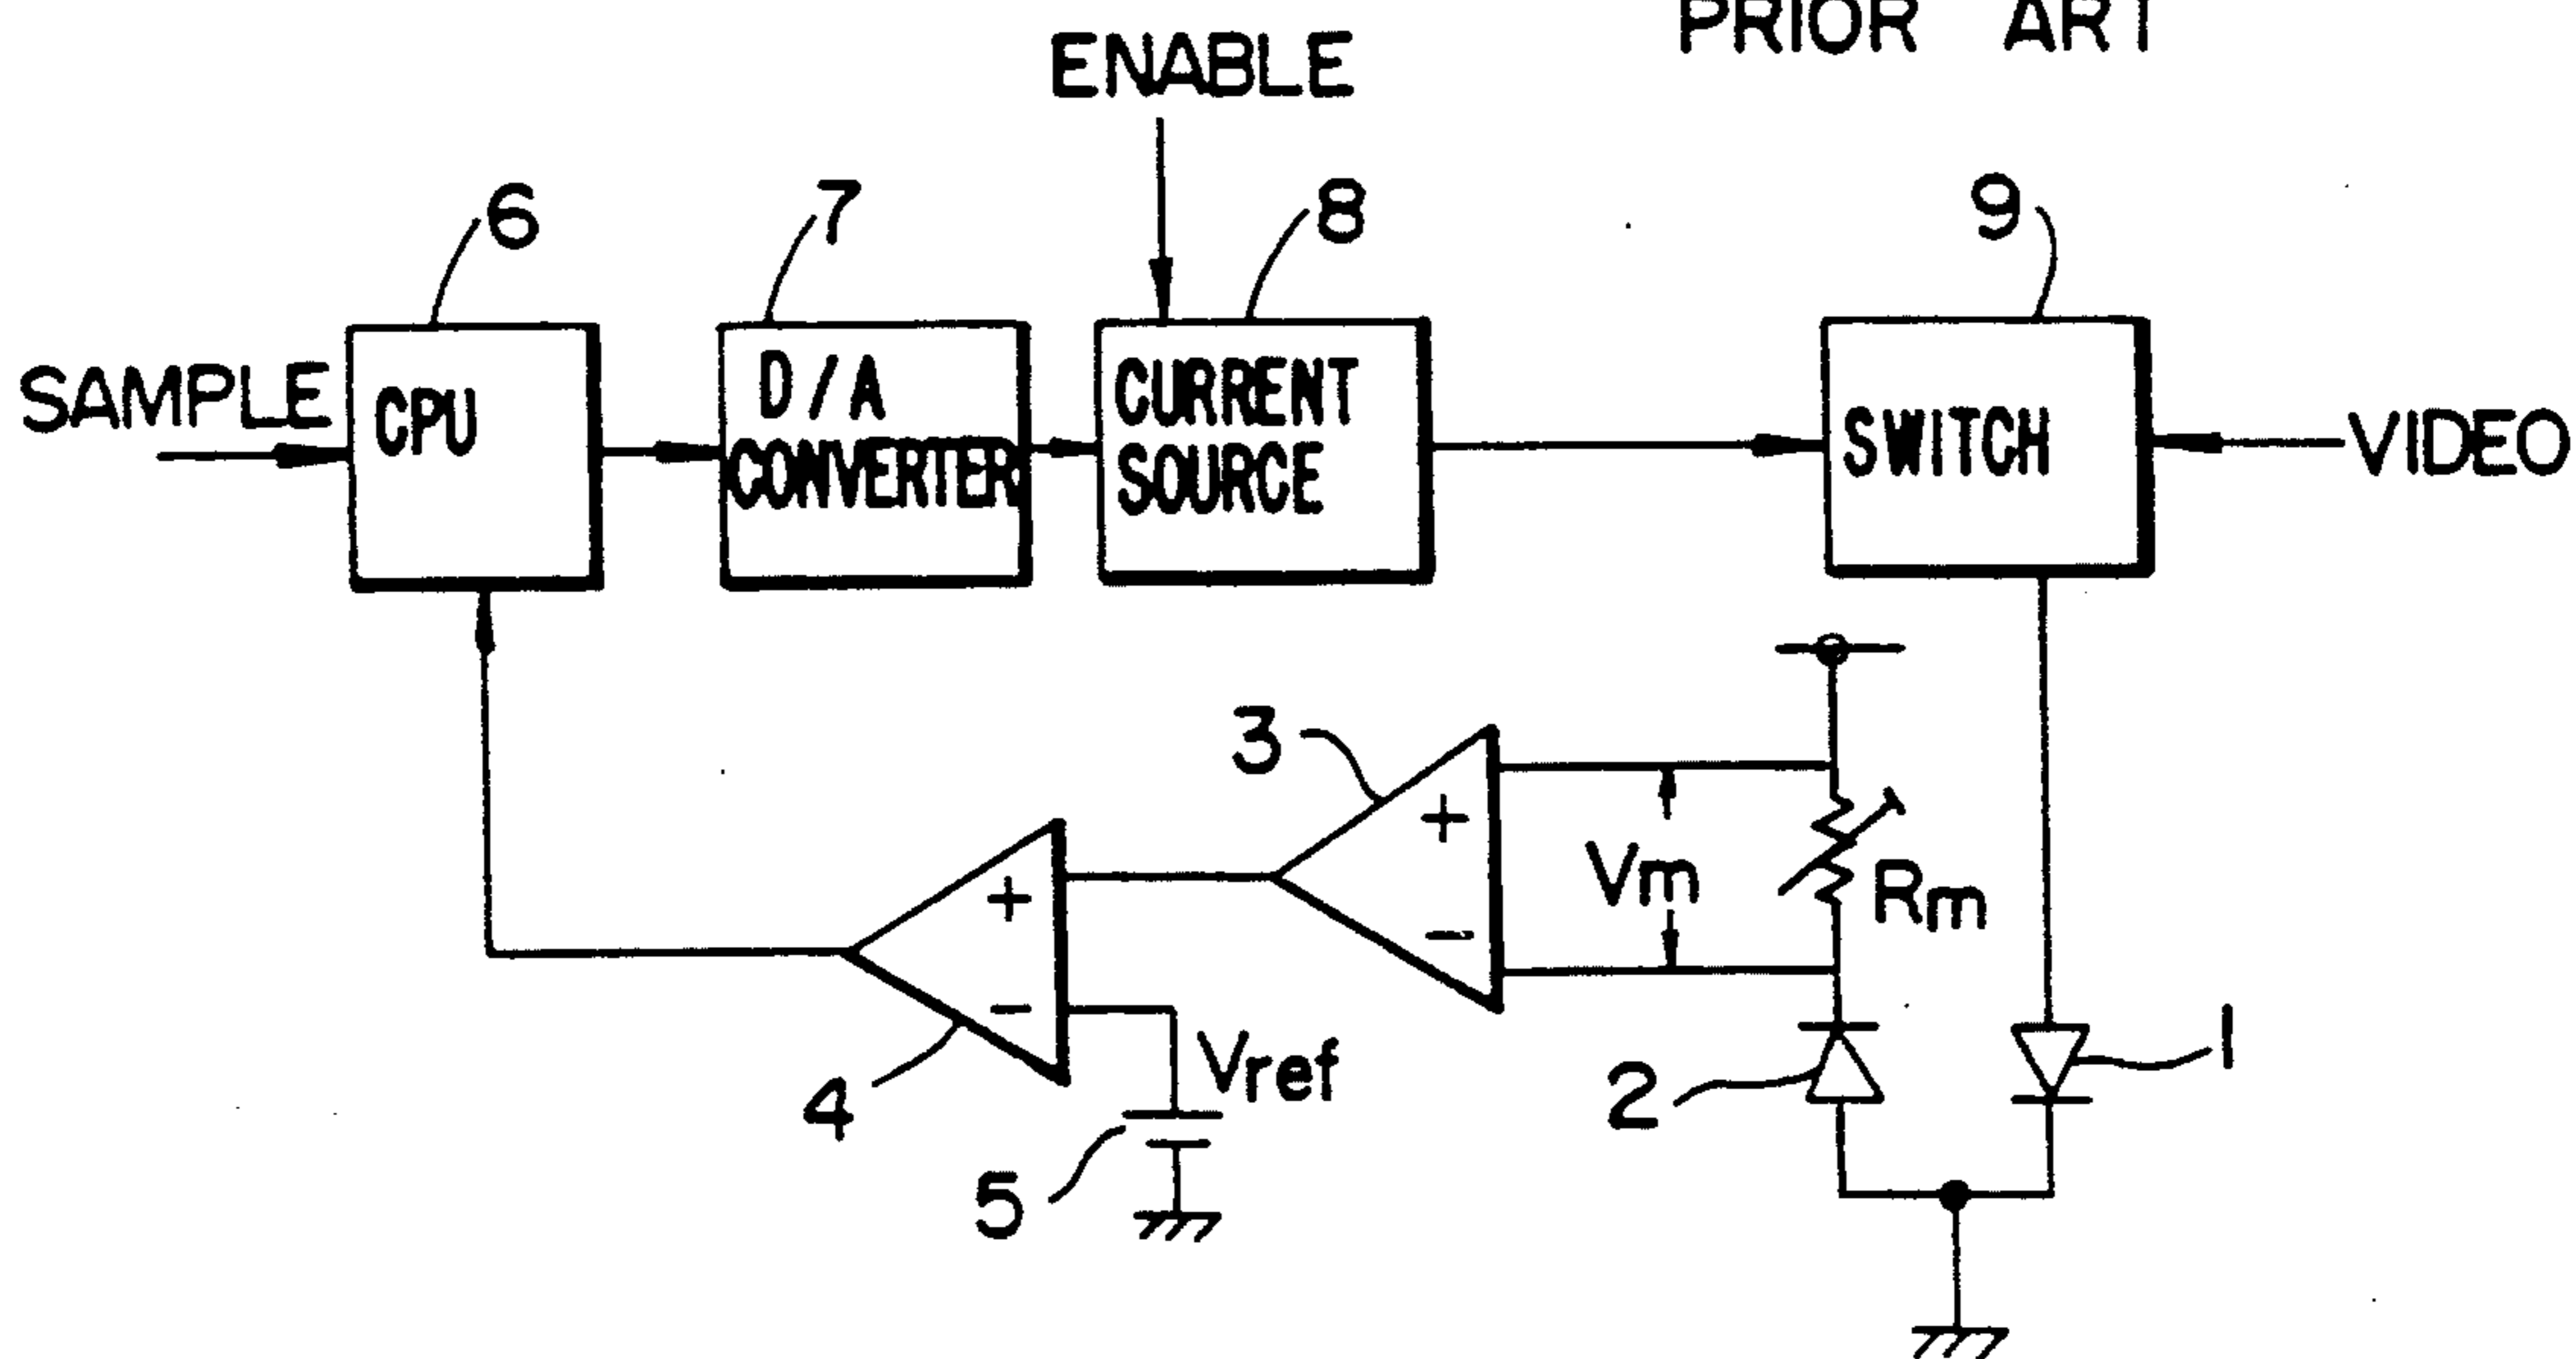 PRIOR ART
ENABLE
6
7
8
9
SAMPLE
CPU
D/A
CONVERTER
CURRENT
SOURCE
SWITCH
VIDEO
3
+
-
Vm
Rm
4
+
-
Vref
5
2
1